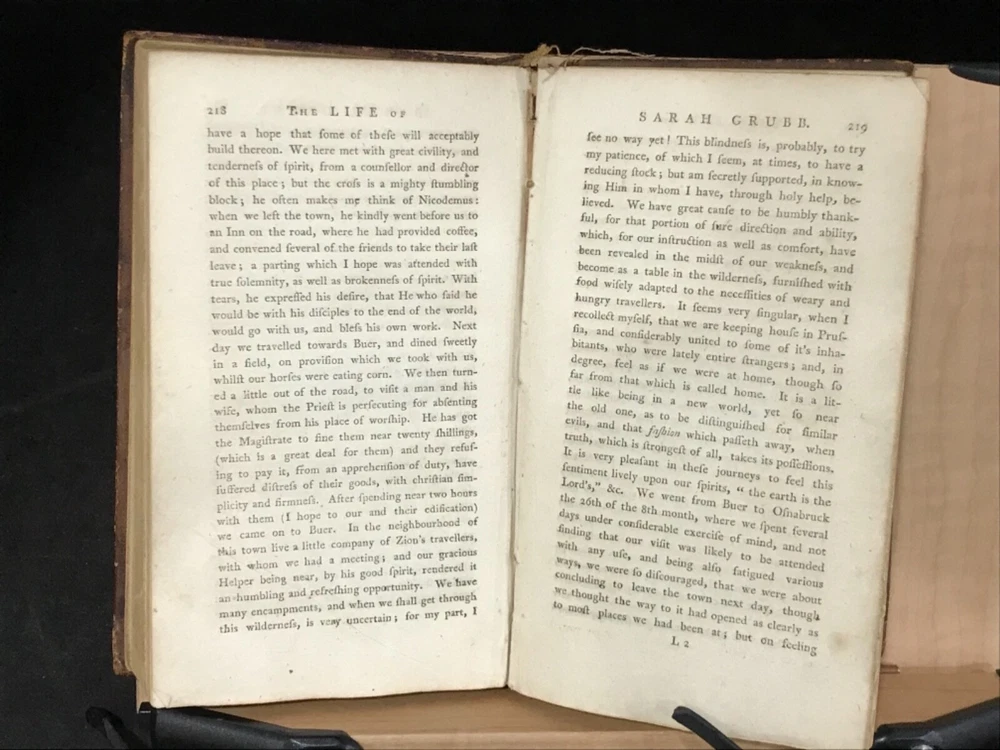 218 THE LIFE OF
have a hope that ſome of theſe will acceptably
build thereon. We here met with great civility, and
tenderneſs of ſpirit, from a counſellor and director
of this place; but the croſs is a mighty ſtumbling
block; he often makes me think of Nicodemus:
when we left the town, he kindly went before us to
an Inn on the road, where he had provided coffee,
and convened ſeveral of the friends to take their laſt
leave; a parting which I hope was attended with
true ſolemnity, as well as brokenneſs of ſpirit. With
tears, he expreſſed his deſire, that He who ſaid he
would be with his diſciples to the end of the world,
would go with us, and bleſs his own work. Next
day we travelled towards Buer, and dined ſweetly
in a field, on proviſion which we took with us,
whilſt our horſes were eating corn. We then turn-
ed a little out of the road, to viſit a man and his
wife, whom the Prieſt is perſecuting for abſenting
themſelves from his place of worſhip. He has got
the Magiſtrate to fine them near twenty ſhillings,
(which is a great deal for them) and they refuſ-
ing to pay it, from an apprehenſion of duty, have
ſuffered diſtreſs of their goods, with chriſtian ſim-
plicity and firmneſs. After ſpending near two hours
with them (I hope to our and their edification)
we came on to Buer. In the neighbourhood of
this town live a little company of Zion's travellers,
with whom we had a meeting; and our gracious
Helper being near, by his good ſpirit, rendered it
an humbling and refreſhing opportunity. We have
many encampments, and when we ſhall get through
this wilderneſs, is very uncertain; for my part, I
SARAH GRUBB. 219
ſee no way yet! This blindneſs is, probably, to try
my patience, of which I ſeem, at times, to have a
reducing ſtock; but am ſecretly ſupported, in know-
ing Him in whom I have, through holy help, be-
lieved. We have great cauſe to be humbly thank-
ful, for that portion of ſure direction and ability,
which, for our inſtruction as well as comfort, have
been revealed in the midſt of our weakneſs, and
become as a table in the wilderneſs, furniſhed with
food wiſely adapted to the neceſſities of weary and
hungry travellers. It ſeems very ſingular, when I
recollect myſelf, that we are keeping houſe in Pruſ-
ſia, and conſiderably united to ſome of it's inha-
bitants, who were lately entire ſtrangers; and, in
degree, feel as if we were at home, though ſo
far from that which is called home. It is a lit-
tle like being in a new world, yet ſo near
the old one, as to be diſtinguiſhed for ſimilar
evils, and that faſhion which paſſeth away, when
truth, which is ſtrongeſt of all, takes its poſſeſſions.
It is very pleaſant in theſe journeys to feel this
ſentiment lively upon our ſpirits, "the earth is the
Lord's," &c. We went from Buer to Oſnabruck
the 26th of the 8th month, where we ſpent ſeveral
days under conſiderable exerciſe of mind, and not
finding that our viſit was likely to be attended
with any uſe, and being alſo fatigued various
ways, we were ſo diſcouraged, that we were about
concluding to leave the town next day, though
we thought the way to it had opened as clearly as
to moſt places we had been at; but on feeling
L 2